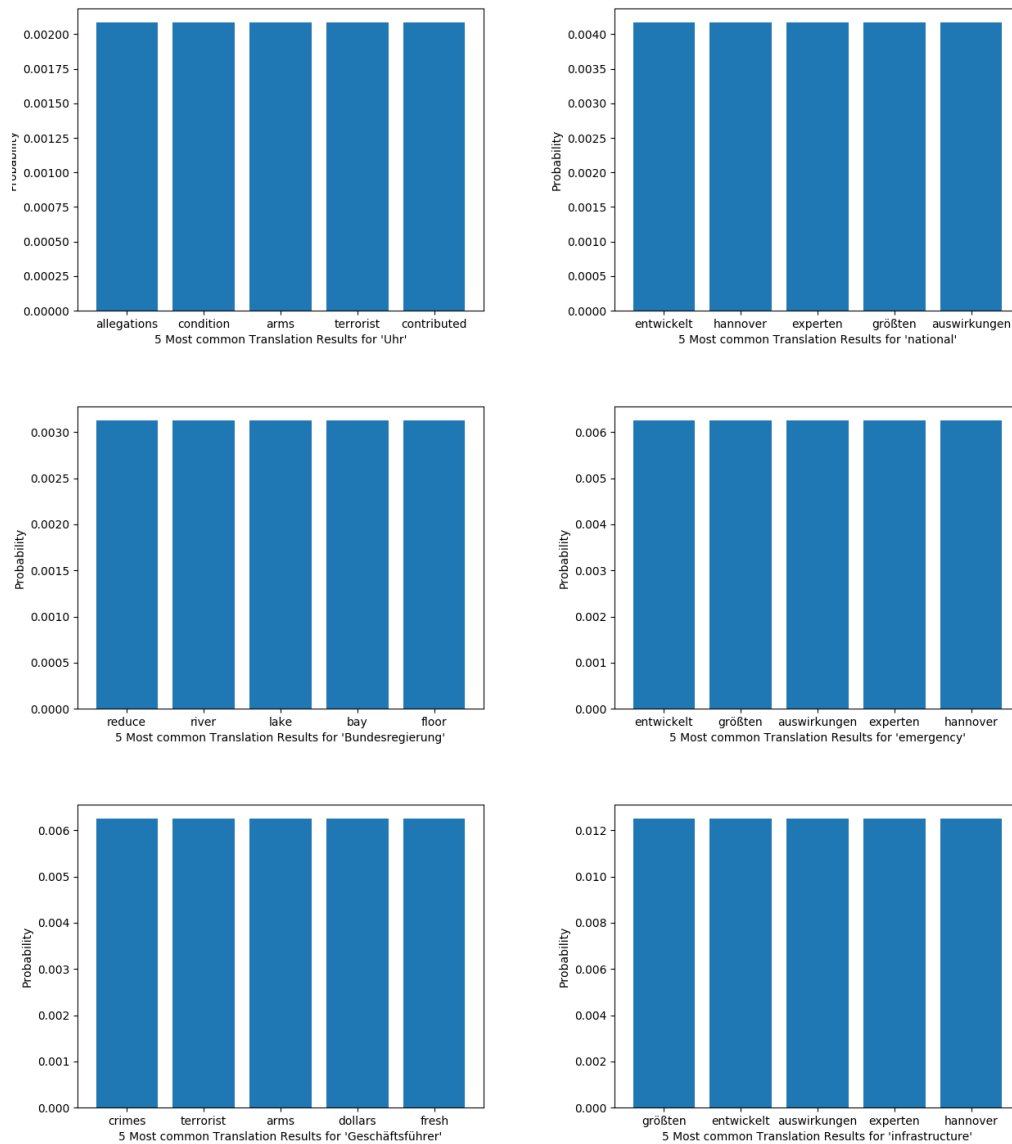 0.00200
0.00175
0.00150
0.00125
0.00100
0.00075
0.00050
0.00025
0.00000
Probability
allegations condition arms terrorist contributed
5 Most common Translation Results for 'Uhr'
0.0040
0.0035
0.0030
0.0025
0.0020
0.0015
0.0010
0.0005
0.0000
Probability
entwickelt hannover experten größten auswirkungen
5 Most common Translation Results for 'national'
0.0030
0.0025
0.0020
0.0015
0.0010
0.0005
0.0000
Probability
reduce river lake bay floor
5 Most common Translation Results for 'Bundesregierung'
0.006
0.005
0.004
0.003
0.002
0.001
0.000
Probability
entwickelt größten auswirkungen experten hannover
5 Most common Translation Results for 'emergency'
0.006
0.005
0.004
0.003
0.002
0.001
0.000
Probability
crimes terrorist arms dollars fresh
5 Most common Translation Results for 'Geschäftsführer'
0.012
0.010
0.008
0.006
0.004
0.002
0.000
Probability
größten entwickelt auswirkungen experten hannover
5 Most common Translation Results for 'infrastructure'